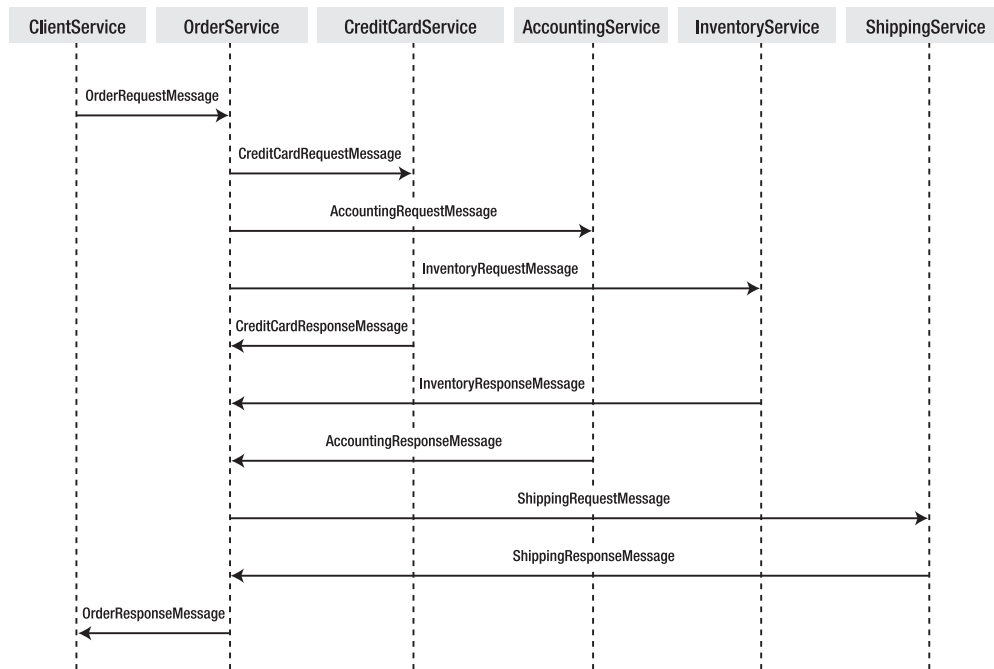 ClientService
OrderService
CreditCardService
AccountingService
InventoryService
ShippingService
OrderRequestMessage
CreditCardRequestMessage
AccountingRequestMessage
InventoryRequestMessage
CreditCardResponseMessage
InventoryResponseMessage
AccountingResponseMessage
ShippingRequestMessage
ShippingResponseMessage
OrderResponseMessage